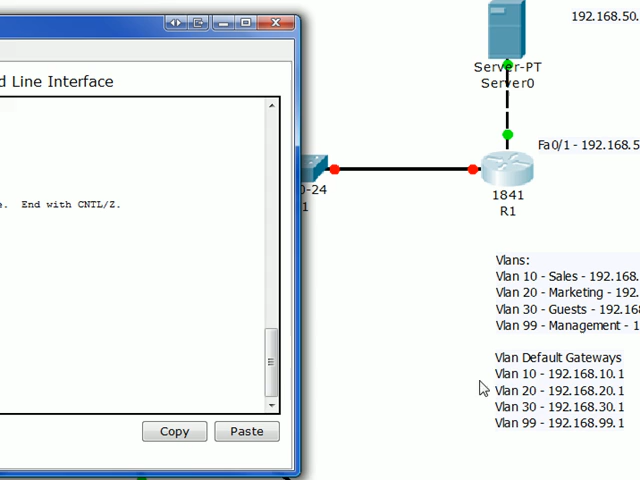 192.168.50.
d Line Interface
Server-PT
Server0
Fa0/1 - 192.168.5
0-24
1841
1
R1
e. End with CNTL/Z.
Vlans:
Vlan 10 - Sales - 192.168.
Vlan 20 - Marketing - 192.
Vlan 30 - Guests - 192.168
Vlan 99 - Management - 1
Vlan Default Gateways
Vlan 10 - 192.168.10.1
Vlan 20 - 192.168.20.1
Vlan 30 - 192.168.30.1
Vlan 99 - 192.168.99.1
Copy
Paste